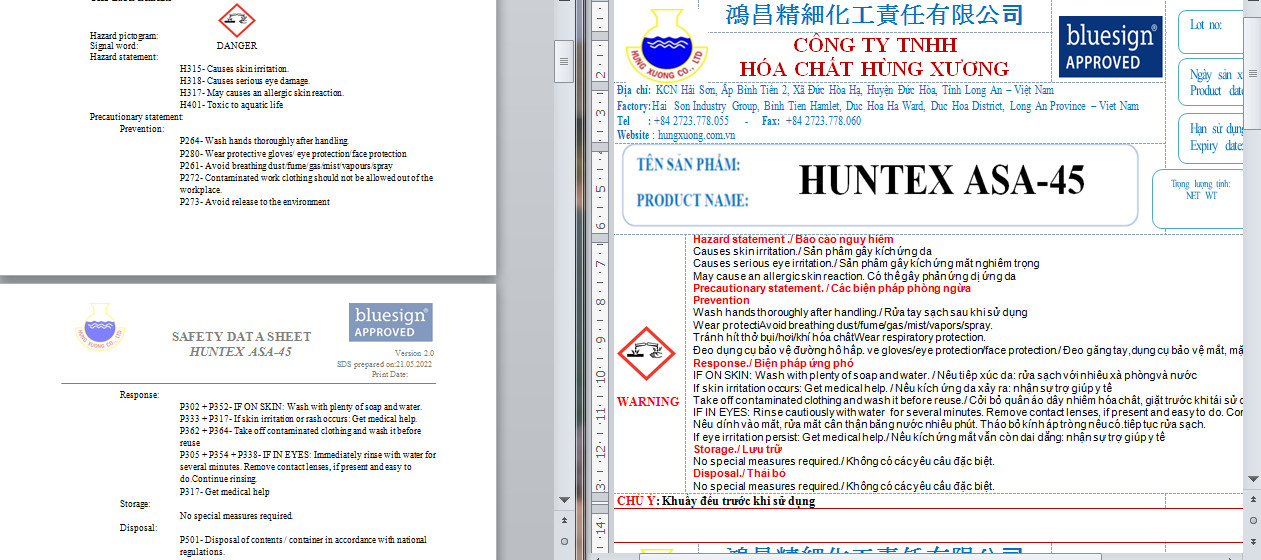 Hazard pictogram:
Signal word: DANGER
Hazard statement:
H315- Causes skin irritation.
H318- Causes serious eye damage.
H317- May causes an allergic skin reaction.
H401- Toxic to aquatic life
Precautionary statement:
Prevention:
P264- Wash hands thoroughly after handling.
P280- Wear protective gloves/ eye protection/face protection
P261- Avoid breathing dust/fume/gas/mist/vapours/spray
P272- Contaminated work clothing should not be allowed out of the
workplace.
P273- Avoid release to the environment
HUNG XUONG CO., LTD
SAFETY DATA SHEET
HUNTEX ASA-45
bluesign®
APPROVED
Version 2.0
SDS prepared on:21.05.2022
Print Date:
Response:
P302 + P352- IF ON SKIN: Wash with plenty of soap and water.
P333 + P317- If skin irritation or rash occurs: Get medical help.
P362 + P364- Take off contaminated clothing and wash it before
reuse
P305 + P354 + P338- IF IN EYES: Immediately rinse with water for
several minutes. Remove contact lenses, if present and easy to
do.Continue rinsing.
P317- Get medical help
Storage:
No special measures required.
Disposal:
P501- Disposal of contents / container in accordance with national
regulations.
2
3
4
5
6
7
8
9
10
11
12
3
14
鴻昌精細化工責任有限公司
HUNG XUONG CO., LTD
CÔNG TY TNHH
HÓA CHẤT HÙNG XƯƠNG
bluesign®
APPROVED
Lot no:
Ngày sản x
Product date
Hạn sử dụng
Expiry date:
Địa chỉ: KCN Hải Sơn, Ấp Bình Tiền 2, Xã Đức Hòa Hạ, Huyện Đức Hòa, Tỉnh Long An – Việt Nam
Factory:Hai Son Industry Group, Binh Tien Hamlet, Duc Hoa Ha Ward, Duc Hoa District, Long An Province – Viet Nam
Tel : +84 2723.778.055 - Fax: +84 2723.778.060
Website : hungxuong.com.vn
TÊN SẢN PHẨM:
PRODUCT NAME:
HUNTEX ASA-45
Trọng lượng tịnh:
NET WT
Hazard statement ./ Báo cáo nguy hiểm
Causes skin irritation./ Sản phẩm gây kích ứng da
Causes serious eye irritation./ Sản phẩm gây kích ứng mắt nghiêm trọng
May cause an allergic skin reaction. Có thể gây phản ứng dị ứng da
Precautionary statement. / Các biện pháp phòng ngừa
Prevention
Wash hands thoroughly after handling./ Rửa tay sạch sau khi sử dụng
Wear protectiAvoid breathing dust/fume/gas/mist/vapors/spray.
Tránh hít thở bụi/hơi/khí hóa chấtWear respiratory protection.
Đeo dụng cụ bảo vệ đường hô hấp. ve gloves/eye protection/face protection./ Đeo găng tay,dụng cụ bảo vệ mắt, mặ
Response./ Biện pháp ứng phó
IF ON SKIN: Wash with plenty of soap and water. / Nếu tiếp xúc da: rửa sạch với nhiều xà phòng và nước
If skin irritation occurs: Get medical help. / Nếu kích ứng da xảy ra: nhận sự trợ giúp y tế
WARNING
Take off contaminated clothing and wash it before reuse./ Cởi bỏ quần áo dây nhiễm hóa chất, giặt trước khi tái sử d
IF IN EYES: Rinse cautiously with water for several minutes. Remove contact lenses, if present and easy to do. Con
Nếu dính vào mắt, rửa mắt cẩn thận bằng nước nhiều phút. Tháo bỏ kính áp tròng nếu có.tiếp tục rửa sạch.
If eye irritation persist: Get medical help./ Nếu kích ứng mắt vẫn còn dai dẳng: nhận sự trợ giúp y tế
Storage./ Lưu trữ
No special measures required./ Không có các yêu cầu đặc biệt.
Disposal./ Thải bỏ
No special measures required./ Không có các yêu cầu đặc biệt.
CHÚ Ý: Khuấy đều trước khi sử dụng